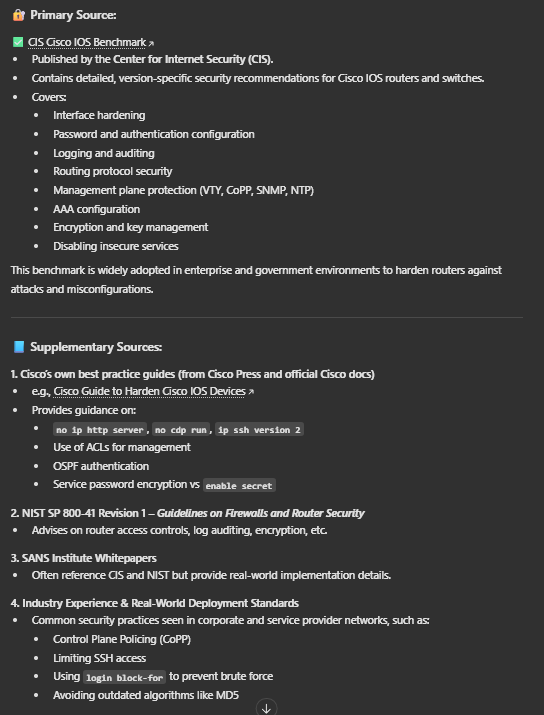 🔐 Primary Source:
✅ CIS Cisco IOS Benchmark ↗
• Published by the Center for Internet Security (CIS).
• Contains detailed, version-specific security recommendations for Cisco IOS routers and switches.
• Covers:
• Interface hardening
• Password and authentication configuration
• Logging and auditing
• Routing protocol security
• Management plane protection (VTY, CoPP, SNMP, NTP)
• AAA configuration
• Encryption and key management
• Disabling insecure services
This benchmark is widely adopted in enterprise and government environments to harden routers against
attacks and misconfigurations.
📘 Supplementary Sources:
1. Cisco's own best practice guides (from Cisco Press and official Cisco docs)
• e.g., Cisco Guide to Harden Cisco IOS Devices ↗
• Provides guidance on:
• no ip http server, no cdp run, ip ssh version 2
• Use of ACLs for management
• OSPF authentication
• Service password encryption vs enable secret
2. NIST SP 800-41 Revision 1 – Guidelines on Firewalls and Router Security
• Advises on router access controls, log auditing, encryption, etc.
3. SANS Institute Whitepapers
• Often reference CIS and NIST but provide real-world implementation details.
4. Industry Experience & Real-World Deployment Standards
• Common security practices seen in corporate and service provider networks, such as:
• Control Plane Policing (CoPP)
• Limiting SSH access
• Using login block-for to prevent brute force
• Avoiding outdated algorithms like MD5